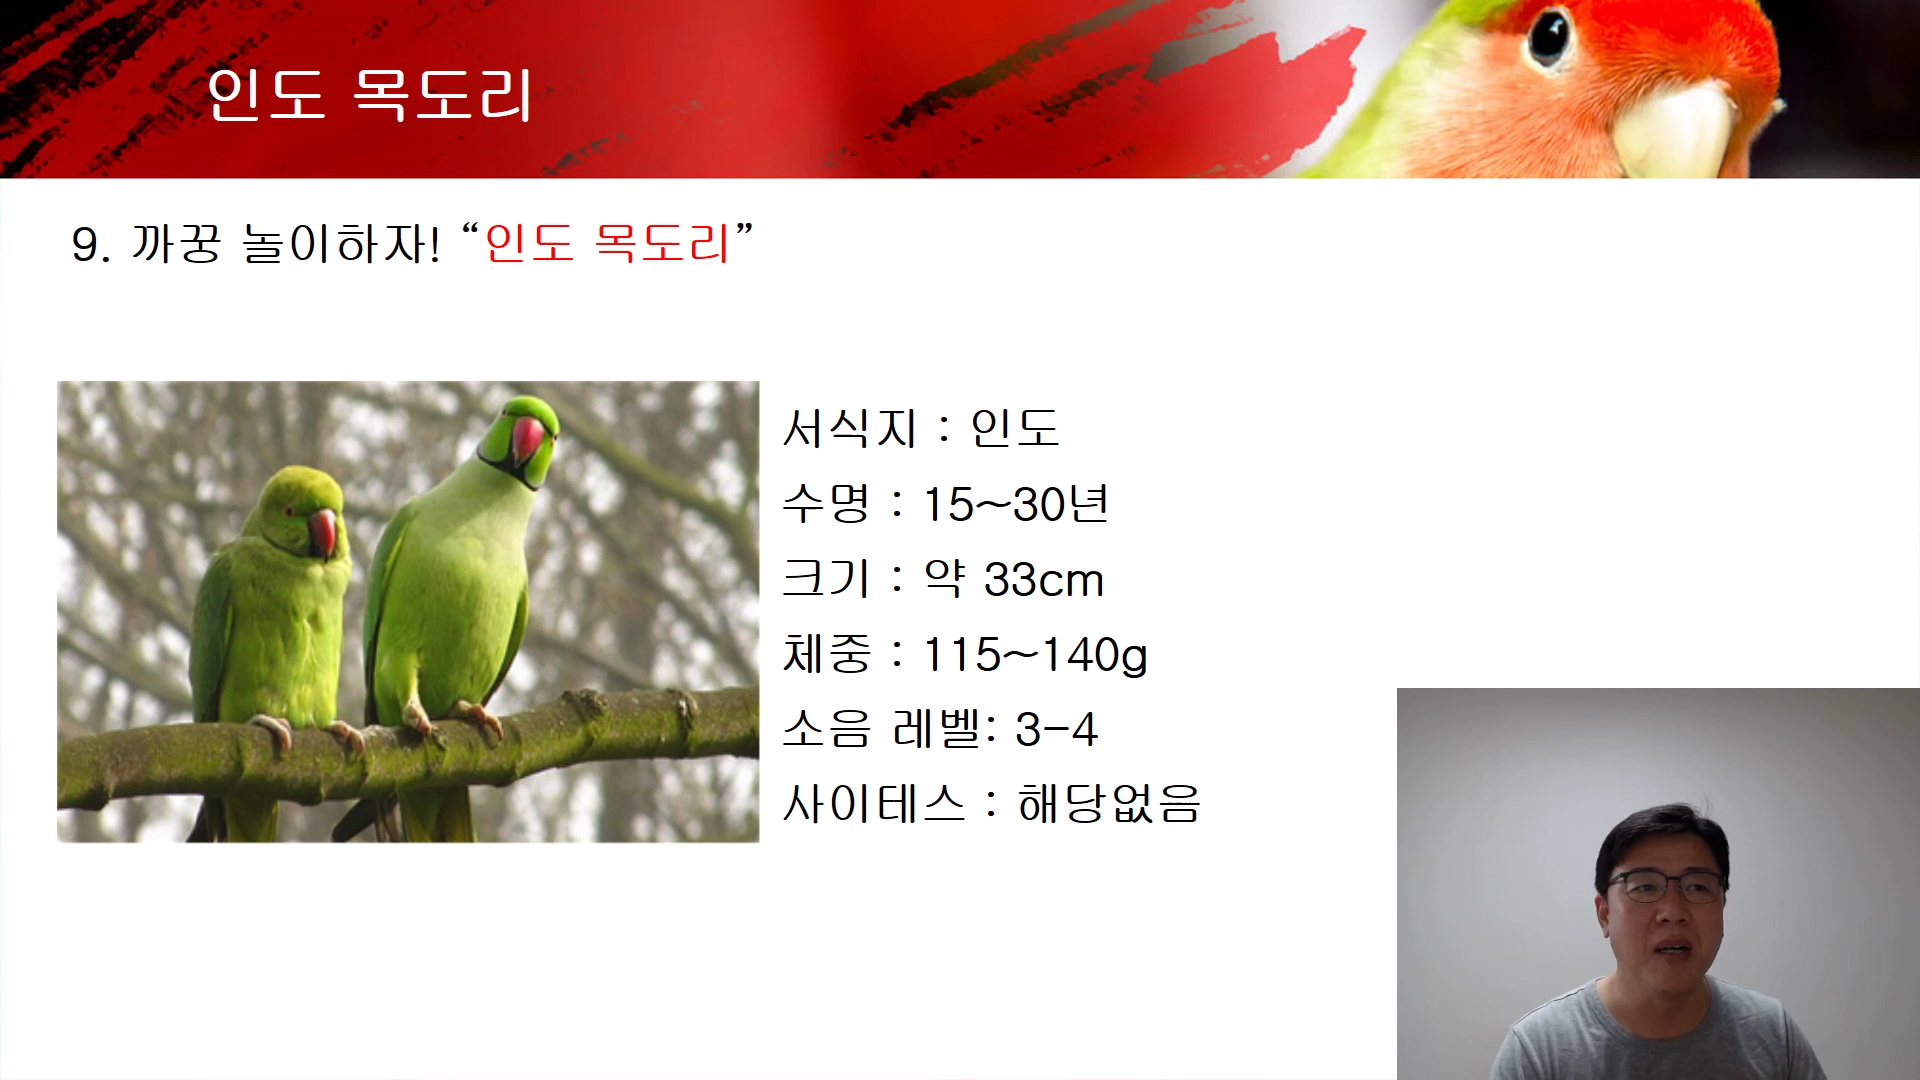 인도 목도리
9. 까꿍 놀이하자! “인도 목도리”
서식지 : 인도
수명 : 15~30년
크기 : 약 33cm
체중 : 115~140g
소음 레벨: 3-4
사이테스 : 해당없음